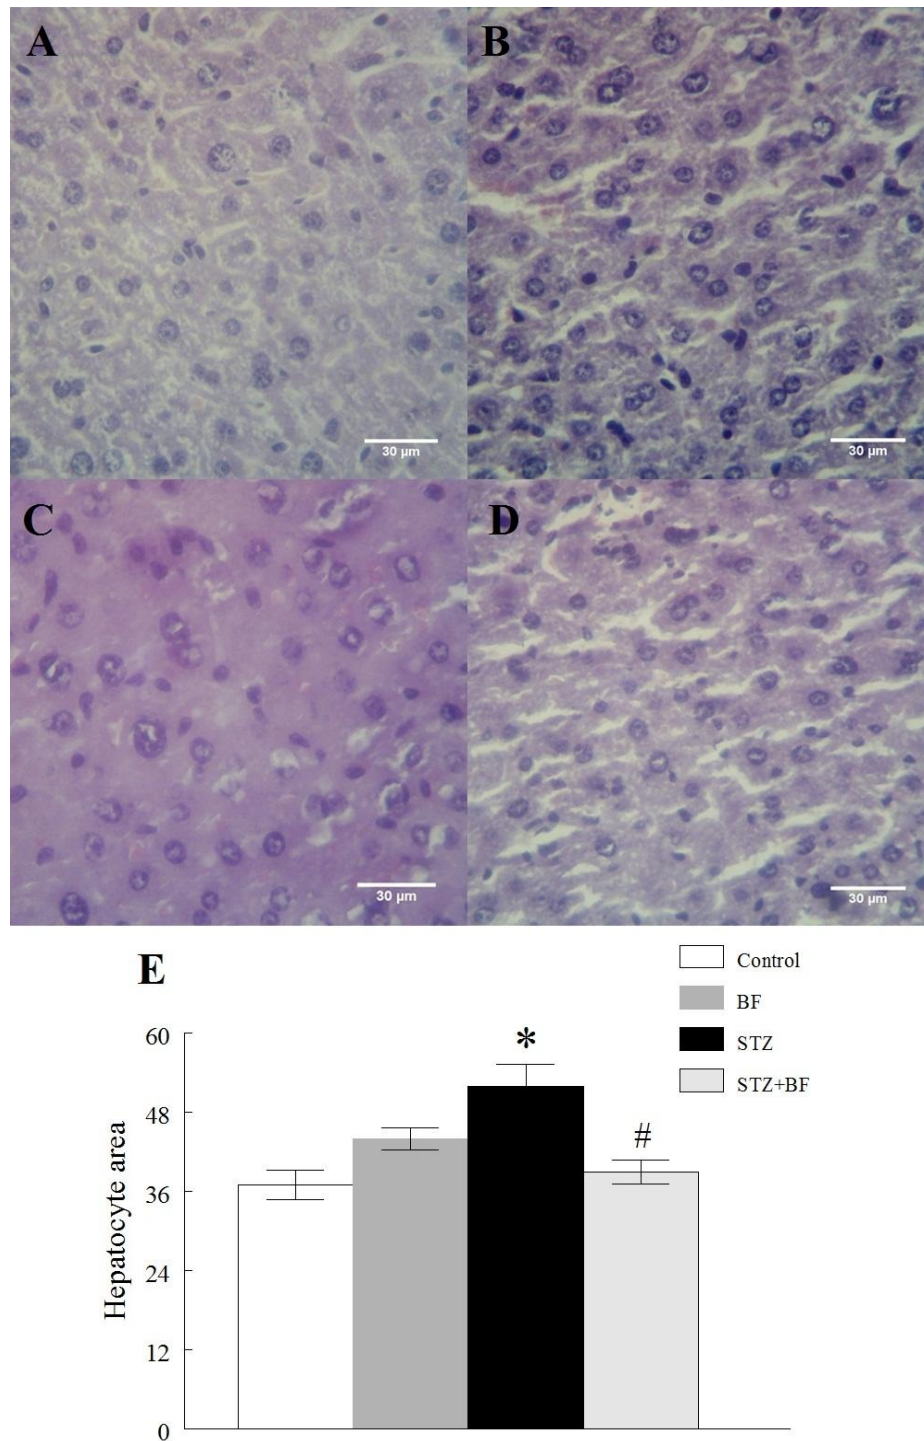 A
B
30 µm
30 µm
C
D
30 µm
30 µm
E
Control
BF
STZ
STZ+BF
60
48
36
24
12
0
Hepatocyte area
*
#